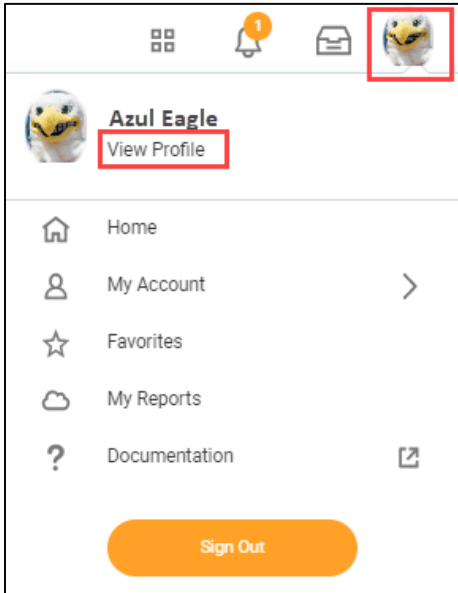 1
Azul Eagle
View Profile
Home
My Account
Favorites
My Reports
? Documentation
Sign Out